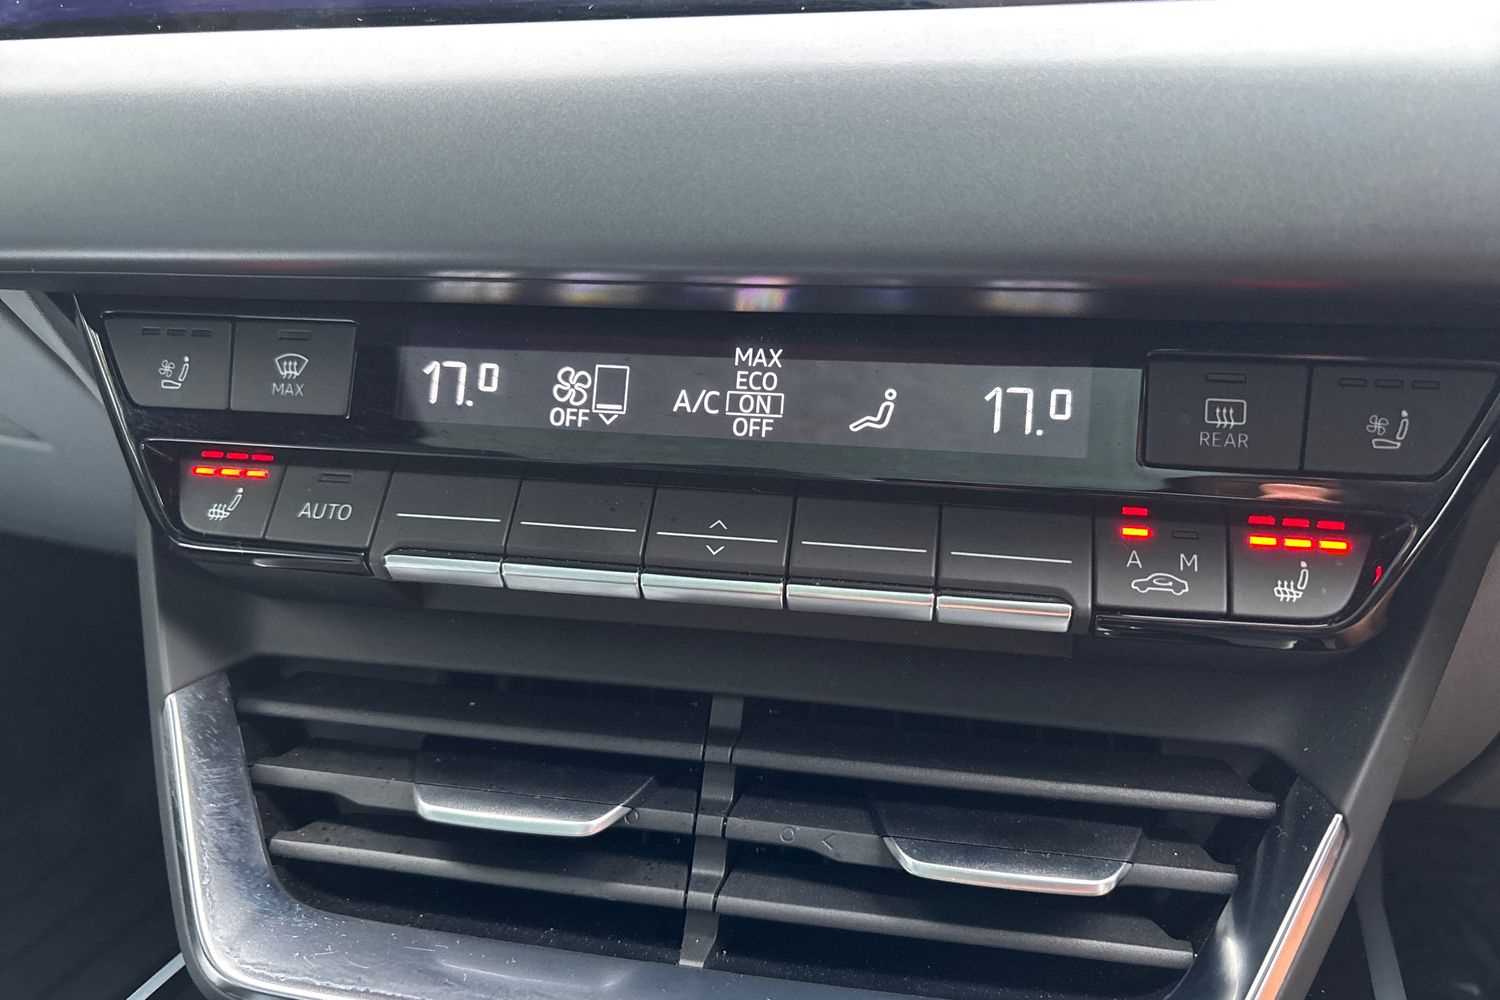 MAX
17.0
OFF
A/C
MAX
ECO
ON
OFF
17.0
REAR
AUTO
A M